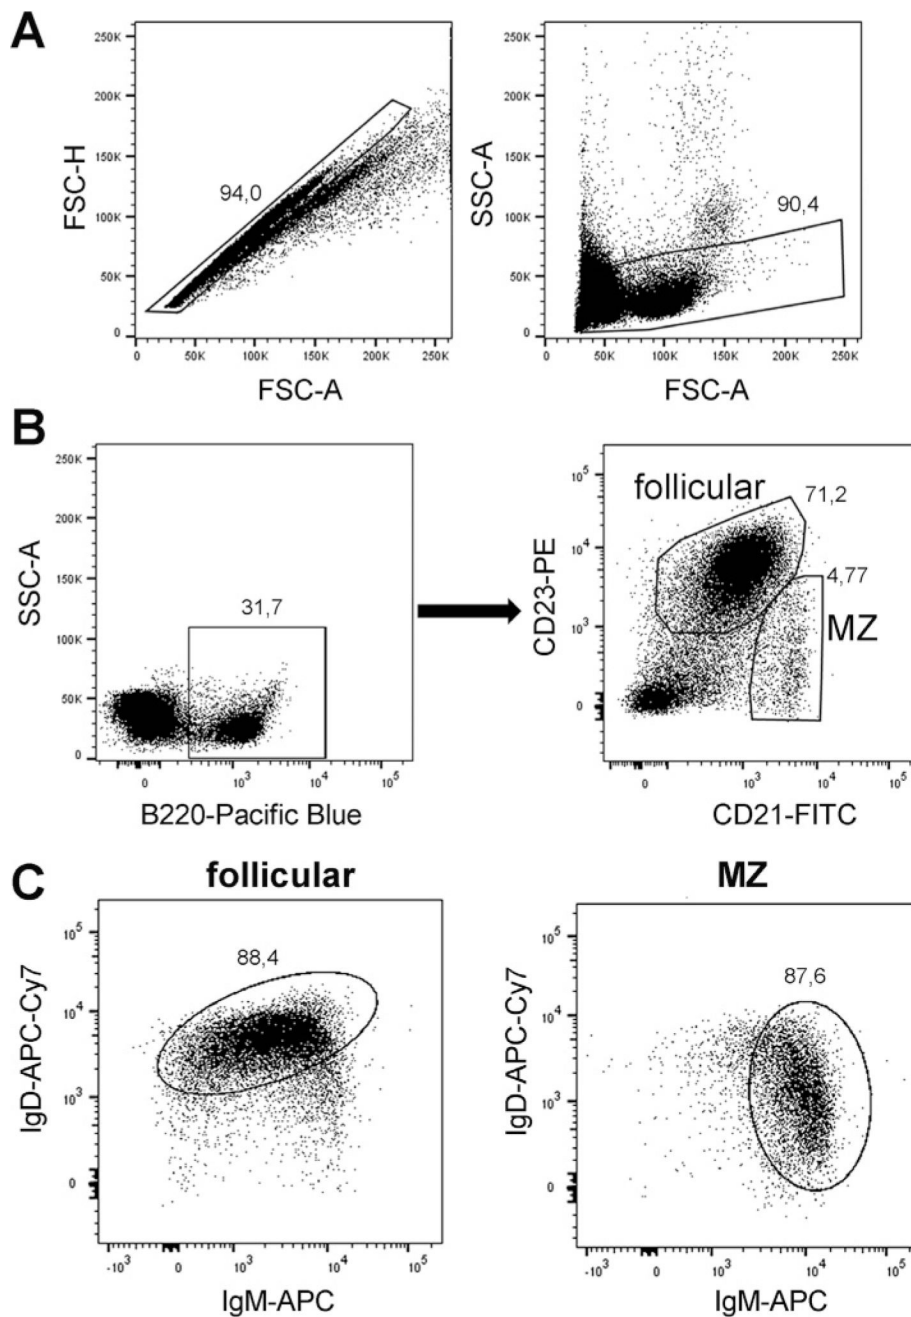 A
250K
200K
150K
100K
50K
0
FSC-H
94,0
0 50K 100K 150K 200K 250K
FSC-A
250K
200K
150K
100K
50K
0
SSC-A
90,4
0 50K 100K 150K 200K 250K
FSC-A
B
250K
200K
150K
100K
50K
0
SSC-A
31,7
0 10³ 10⁴ 10⁵
B220-Pacific Blue
10⁵
10⁴
10³
0
CD23-PE
follicular
71,2
4,77
MZ
0 10³ 10⁴ 10⁵
CD21-FITC
C
follicular
10⁵
10⁴
10³
0
IgD-APC-Cy7
88,4
-10³ 0 10³ 10⁴ 10⁵
IgM-APC
MZ
10⁵
10⁴
10³
0
IgD-APC-Cy7
87,6
-10³ 0 10³ 10⁴ 10⁵
IgM-APC